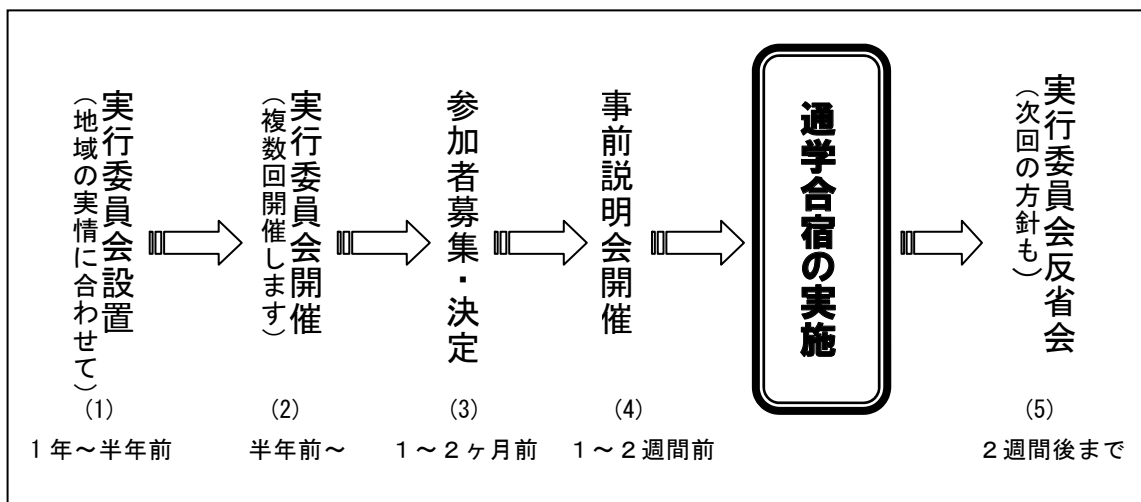 実行委員会設置
（地域の実情に合わせて）
(1)
１年～半年前
実行委員会開催
（複数回開催します）
(2)
半年前～
参加者募集・決定
(3)
１～２ヶ月前
事前説明会開催
(4)
１～２週間前
通学合宿の実施
実行委員会反省会
（次回の方針も）
(5)
２週間後まで